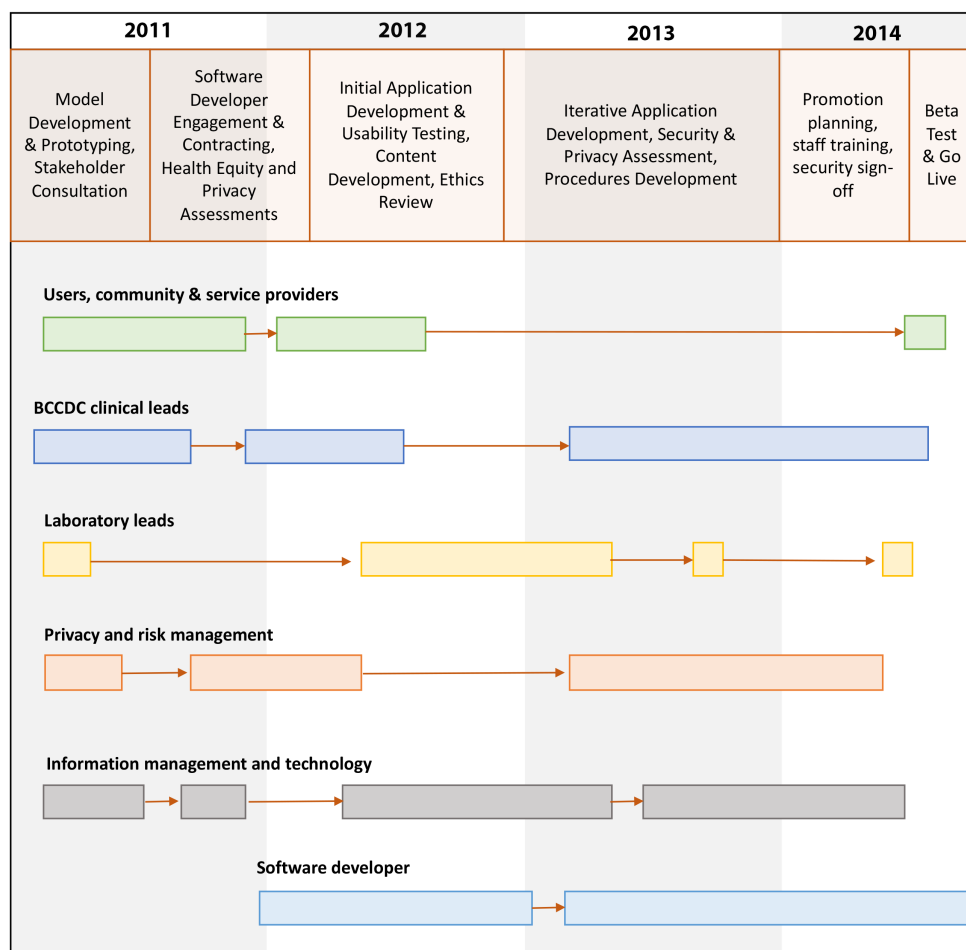 2011
2012
2013
2014
Model
Development
& Prototyping,
Stakeholder
Consultation
Software
Developer
Engagement &
Contracting,
Health Equity and
Privacy
Assessments
Initial Application
Development &
Usability Testing,
Content
Development, Ethics
Review
Iterative Application
Development, Security &
Privacy Assessment,
Procedures Development
Promotion
planning,
staff training,
security sign-
off
Beta
Test
& Go
Live
Users, community & service providers
BCCDC clinical leads
Laboratory leads
Privacy and risk management
Information management and technology
Software developer